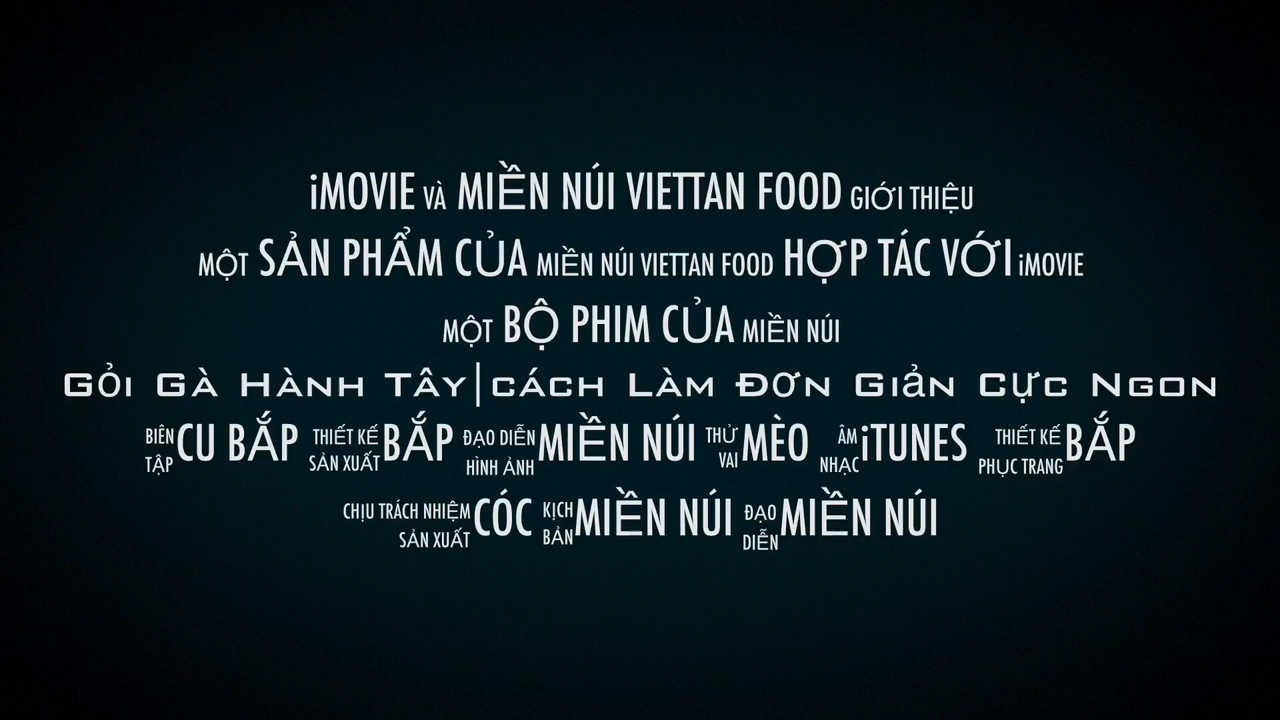 iMOVIE VÀ MIỀN NÚI VIETTAN FOOD GIỚI THIỆU
MỘT SẢN PHẨM CỦA MIỀN NÚI VIETTAN FOOD HỢP TÁC VỚI iMOVIE
MỘT BỘ PHIM CỦA MIỀN NÚI
Gỏi Gà Hành Tây|cách Làm Đơn Giản Cực Ngon
BIÊN TẬP CU BẮP THIẾT KẾ SẢN XUẤT BẮP ĐẠO DIỄN HÌNH ẢNH MIỀN NÚI THỬ VAI MÈO ÂM NHẠC iTUNES THIẾT KẾ PHỤC TRANG BẮP
CHỊU TRÁCH NHIỆM SẢN XUẤT CÓC KỊCH BẢN MIỀN NÚI ĐẠO DIỄN MIỀN NÚI